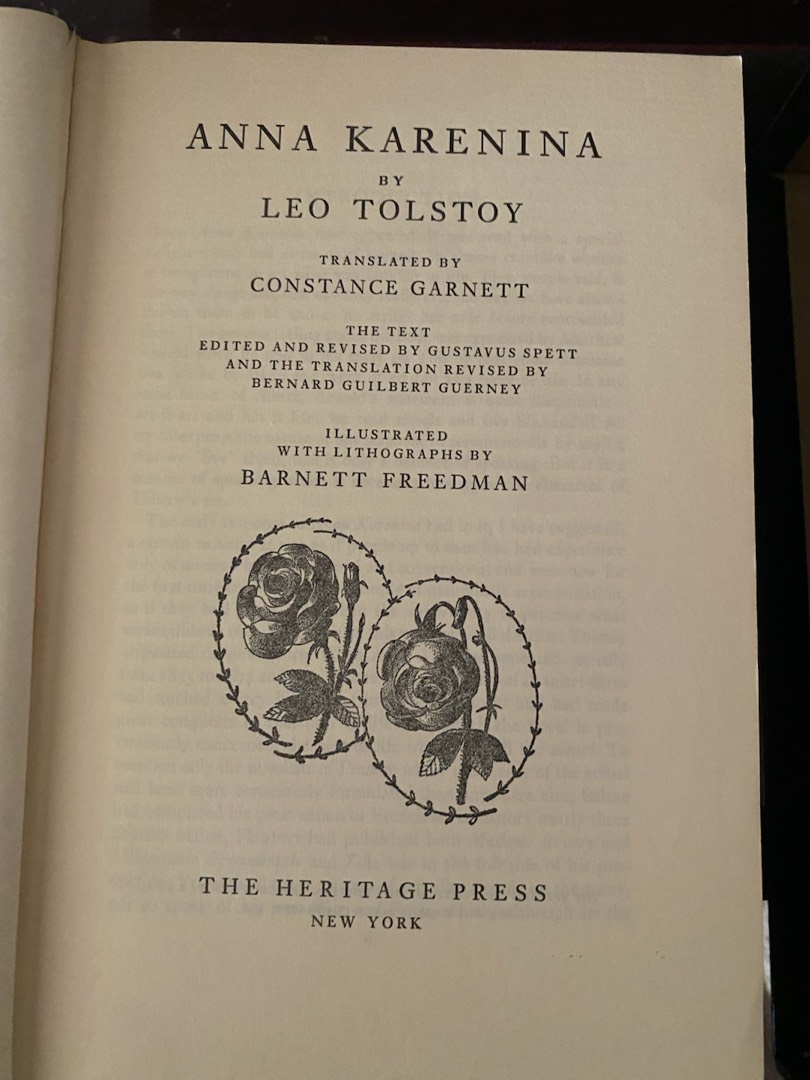 ANNA KARENINA
BY
LEO TOLSTOY
TRANSLATED BY
CONSTANCE GARNETT
THE TEXT
EDITED AND REVISED BY GUSTAVUS SPETT
AND THE TRANSLATION REVISED BY
BERNARD GUILBERT GUERNEY
ILLUSTRATED
WITH LITHOGRAPHS BY
BARNETT FREEDMAN
THE HERITAGE PRESS
NEW YORK